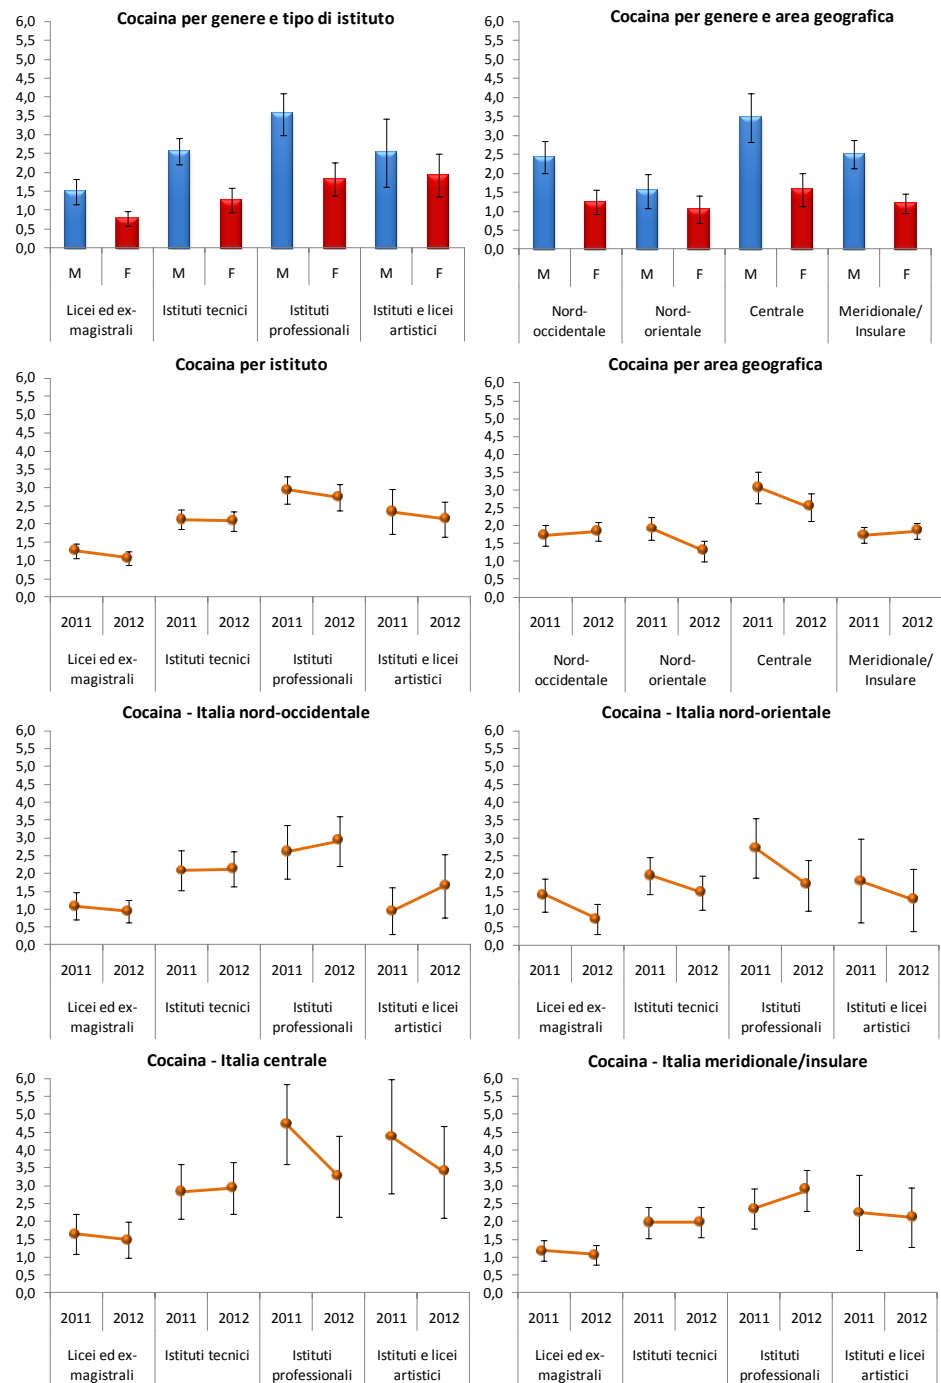 Cocaina per genere e tipo di istituto
6,0
5,5
5,0
4,5
4,0
3,5
3,0
2,5
2,0
1,5
1,0
0,5
0,0
M F M F M F M F
Licei ed ex-
magistrali
Istituti tecnici
Istituti
professionali
Istituti e licei
artistici
Cocaina per genere e area geografica
6,0
5,5
5,0
4,5
4,0
3,5
3,0
2,5
2,0
1,5
1,0
0,5
0,0
M F M F M F M F
Nord-
occidentale
Nord-
orientale
Centrale
Meridionale/
Insulare
Cocaina per istituto
6,0
5,5
5,0
4,5
4,0
3,5
3,0
2,5
2,0
1,5
1,0
0,5
0,0
2011 2012 2011 2012 2011 2012 2011 2012
Licei ed ex-
magistrali
Istituti tecnici
Istituti
professionali
Istituti e licei
artistici
Cocaina per area geografica
6,0
5,5
5,0
4,5
4,0
3,5
3,0
2,5
2,0
1,5
1,0
0,5
0,0
2011 2012 2011 2012 2011 2012 2011 2012
Nord-
occidentale
Nord-
orientale
Centrale
Meridionale/
Insulare
Cocaina - Italia nord-occidentale
6,0
5,5
5,0
4,5
4,0
3,5
3,0
2,5
2,0
1,5
1,0
0,5
0,0
2011 2012 2011 2012 2011 2012 2011 2012
Licei ed ex-
magistrali
Istituti tecnici
Istituti
professionali
Istituti e licei
artistici
Cocaina - Italia nord-orientale
6,0
5,5
5,0
4,5
4,0
3,5
3,0
2,5
2,0
1,5
1,0
0,5
0,0
2011 2012 2011 2012 2011 2012 2011 2012
Licei ed ex-
magistrali
Istituti tecnici
Istituti
professionali
Istituti e licei
artistici
Cocaina - Italia centrale
6,0
5,5
5,0
4,5
4,0
3,5
3,0
2,5
2,0
1,5
1,0
0,5
0,0
2011 2012 2011 2012 2011 2012 2011 2012
Licei ed ex-
magistrali
Istituti tecnici
Istituti
professionali
Istituti e licei
artistici
Cocaina - Italia meridionale/insulare
6,0
5,5
5,0
4,5
4,0
3,5
3,0
2,5
2,0
1,5
1,0
0,5
0,0
2011 2012 2011 2012 2011 2012 2011 2012
Licei ed ex-
magistrali
Istituti tecnici
Istituti
professionali
Istituti e licei
artistici